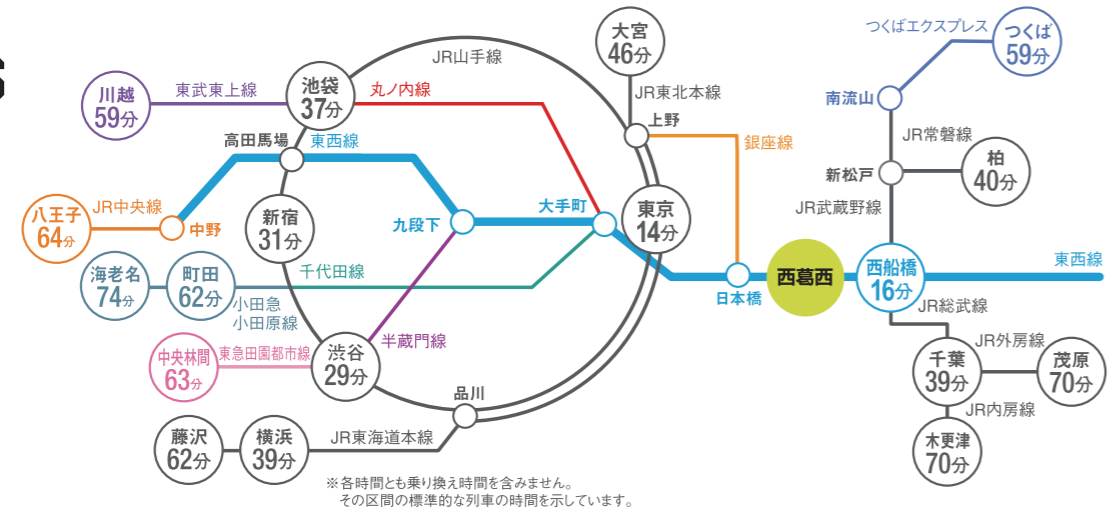 S
つくばエクスプレス
つくば
59分
大宮
46分
JR山手線
川越
59分
東武東上線
池袋
37分
丸ノ内線
JR東北本線
南流山
上野
高田馬場
東西線
銀座線
JR常磐線
新松戸
柏
40分
八王子
64分
JR中央線
中野
新宿
31分
九段下
大手町
東京
14分
JR武蔵野線
海老名
74分
町田
62分
千代田線
小田急
小田原線
日本橋
西葛西
西船橋
16分
東西線
JR総武線
中央林間
63分
東急田園都市線
渋谷
29分
半蔵門線
千葉
39分
JR外房線
茂原
70分
品川
JR内房線
藤沢
62分
横浜
39分
JR東海道本線
木更津
70分
※各時間とも乗り換え時間を含みません。
その区間の標準的な列車の時間を示しています。